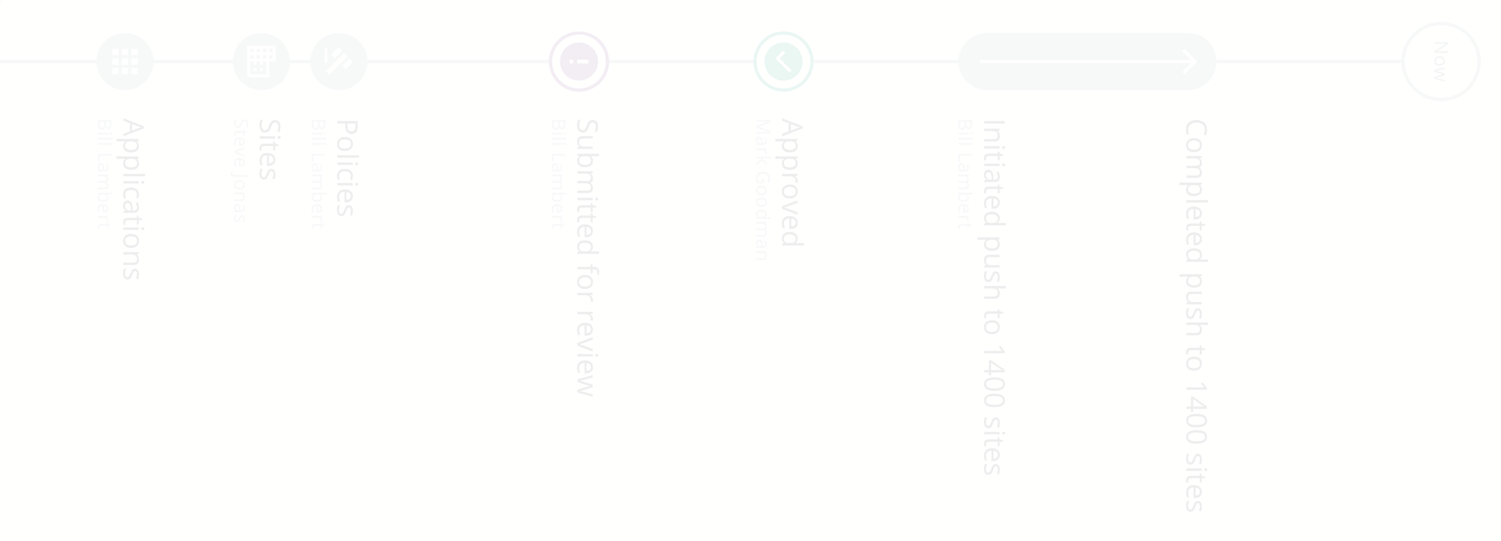 Applications
Bill Lambert
Sites
Steve Jonas
Policies
Bill Lambert
Submitted for review
Bill Lambert
Approved
Mark Goodman
Initiated push to 1400 sites
Bill Lambert
Completed push to 1400 sites
Now